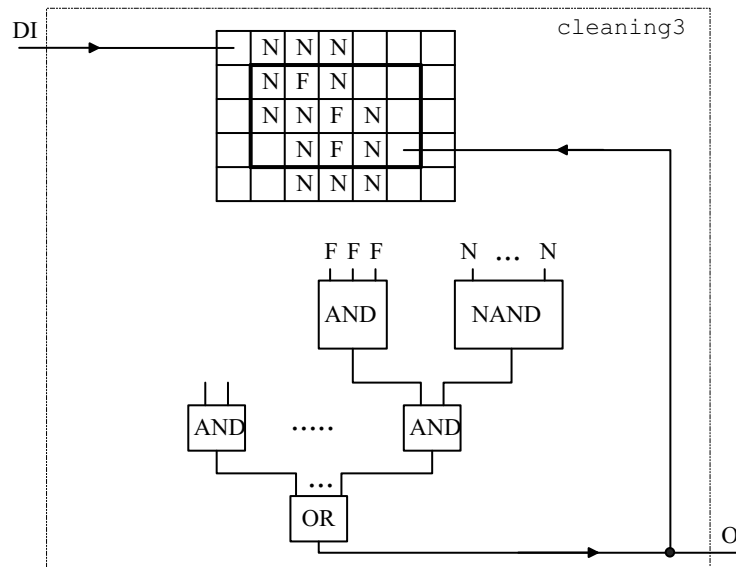 DI
cleaning3
N N N
N F N
N N F N
N F N
N N N
F F F
N ... N
AND
NAND
AND
.....
AND
...
OR
O